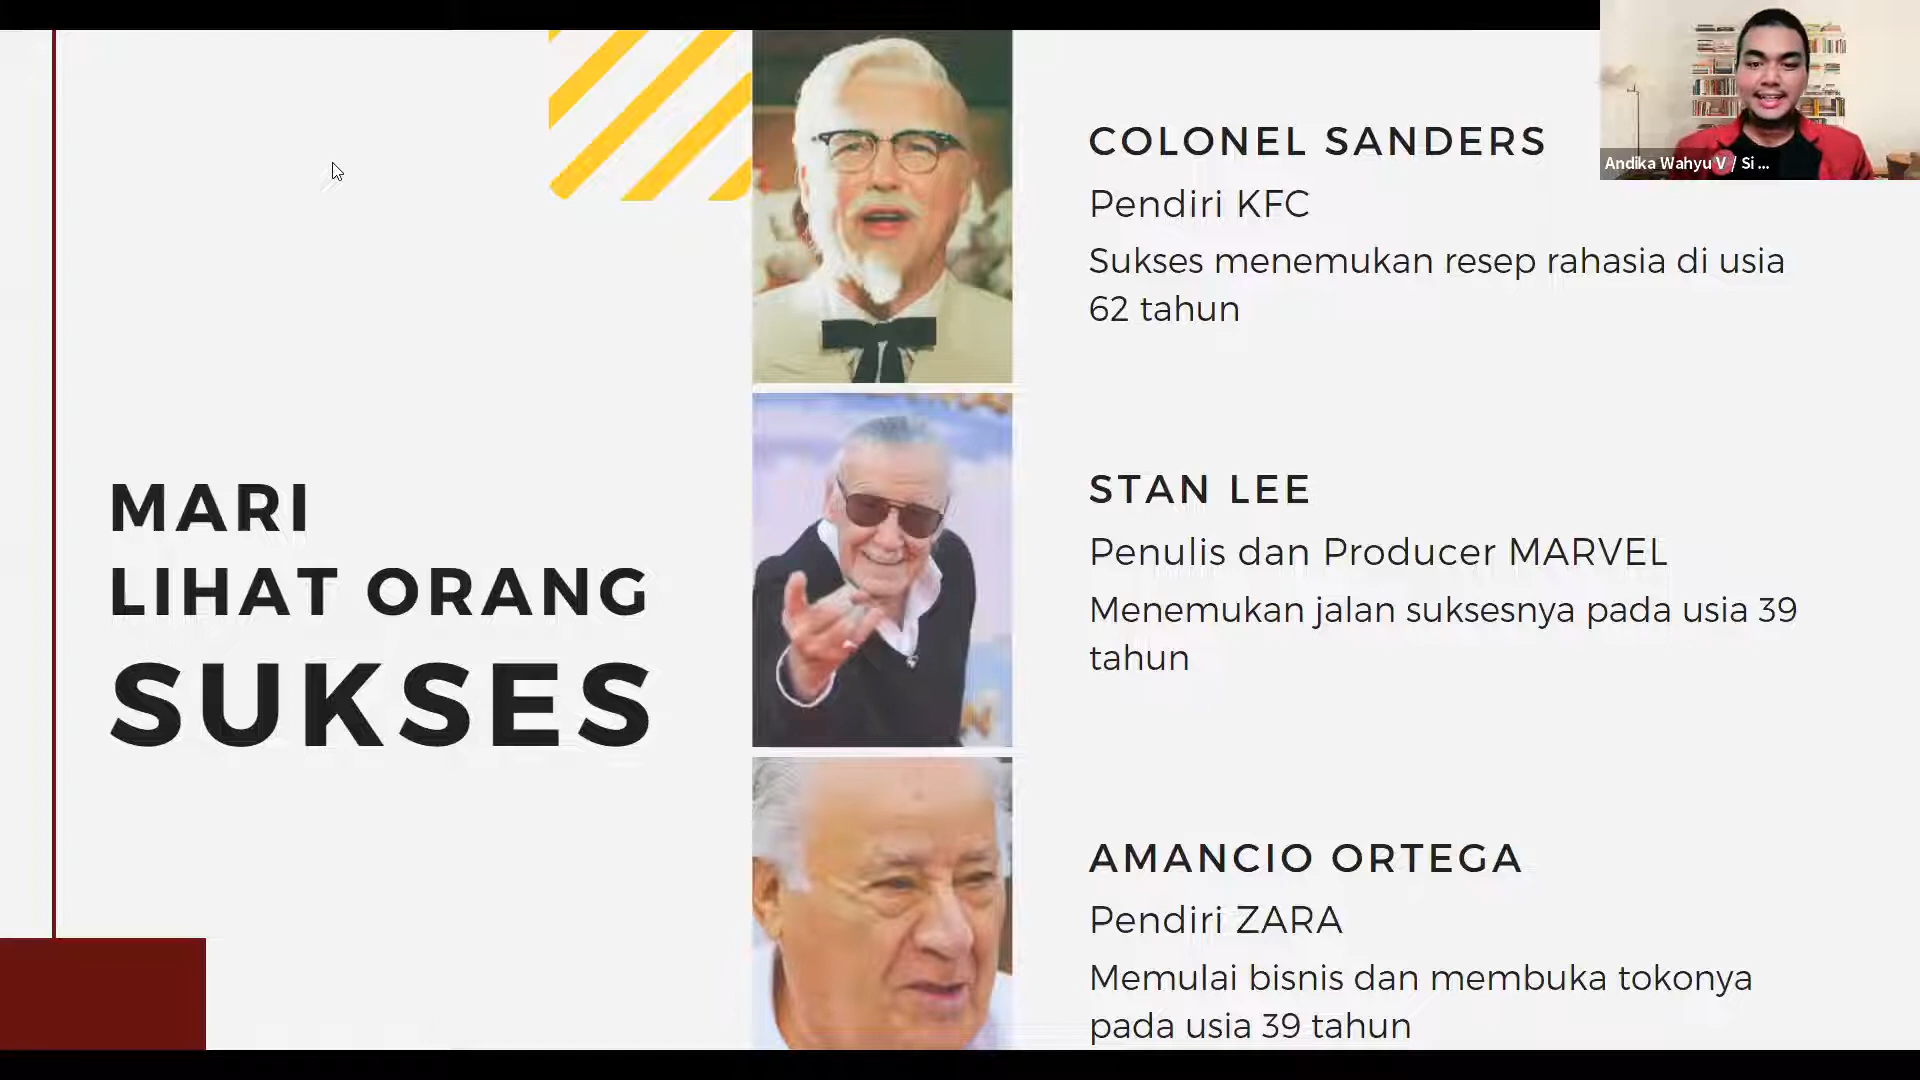 MARI
LIHAT ORANG
SUKSES
COLONEL SANDERS
Pendiri KFC
Sukses menemukan resep rahasia di usia
62 tahun
STAN LEE
Penulis dan Producer MARVEL
Menemukan jalan suksesnya pada usia 39
tahun
AMANCIO ORTEGA
Pendiri ZARA
Memulai bisnis dan membuka tokonya
pada usia 39 tahun
Andika Wahyu V / Si ...